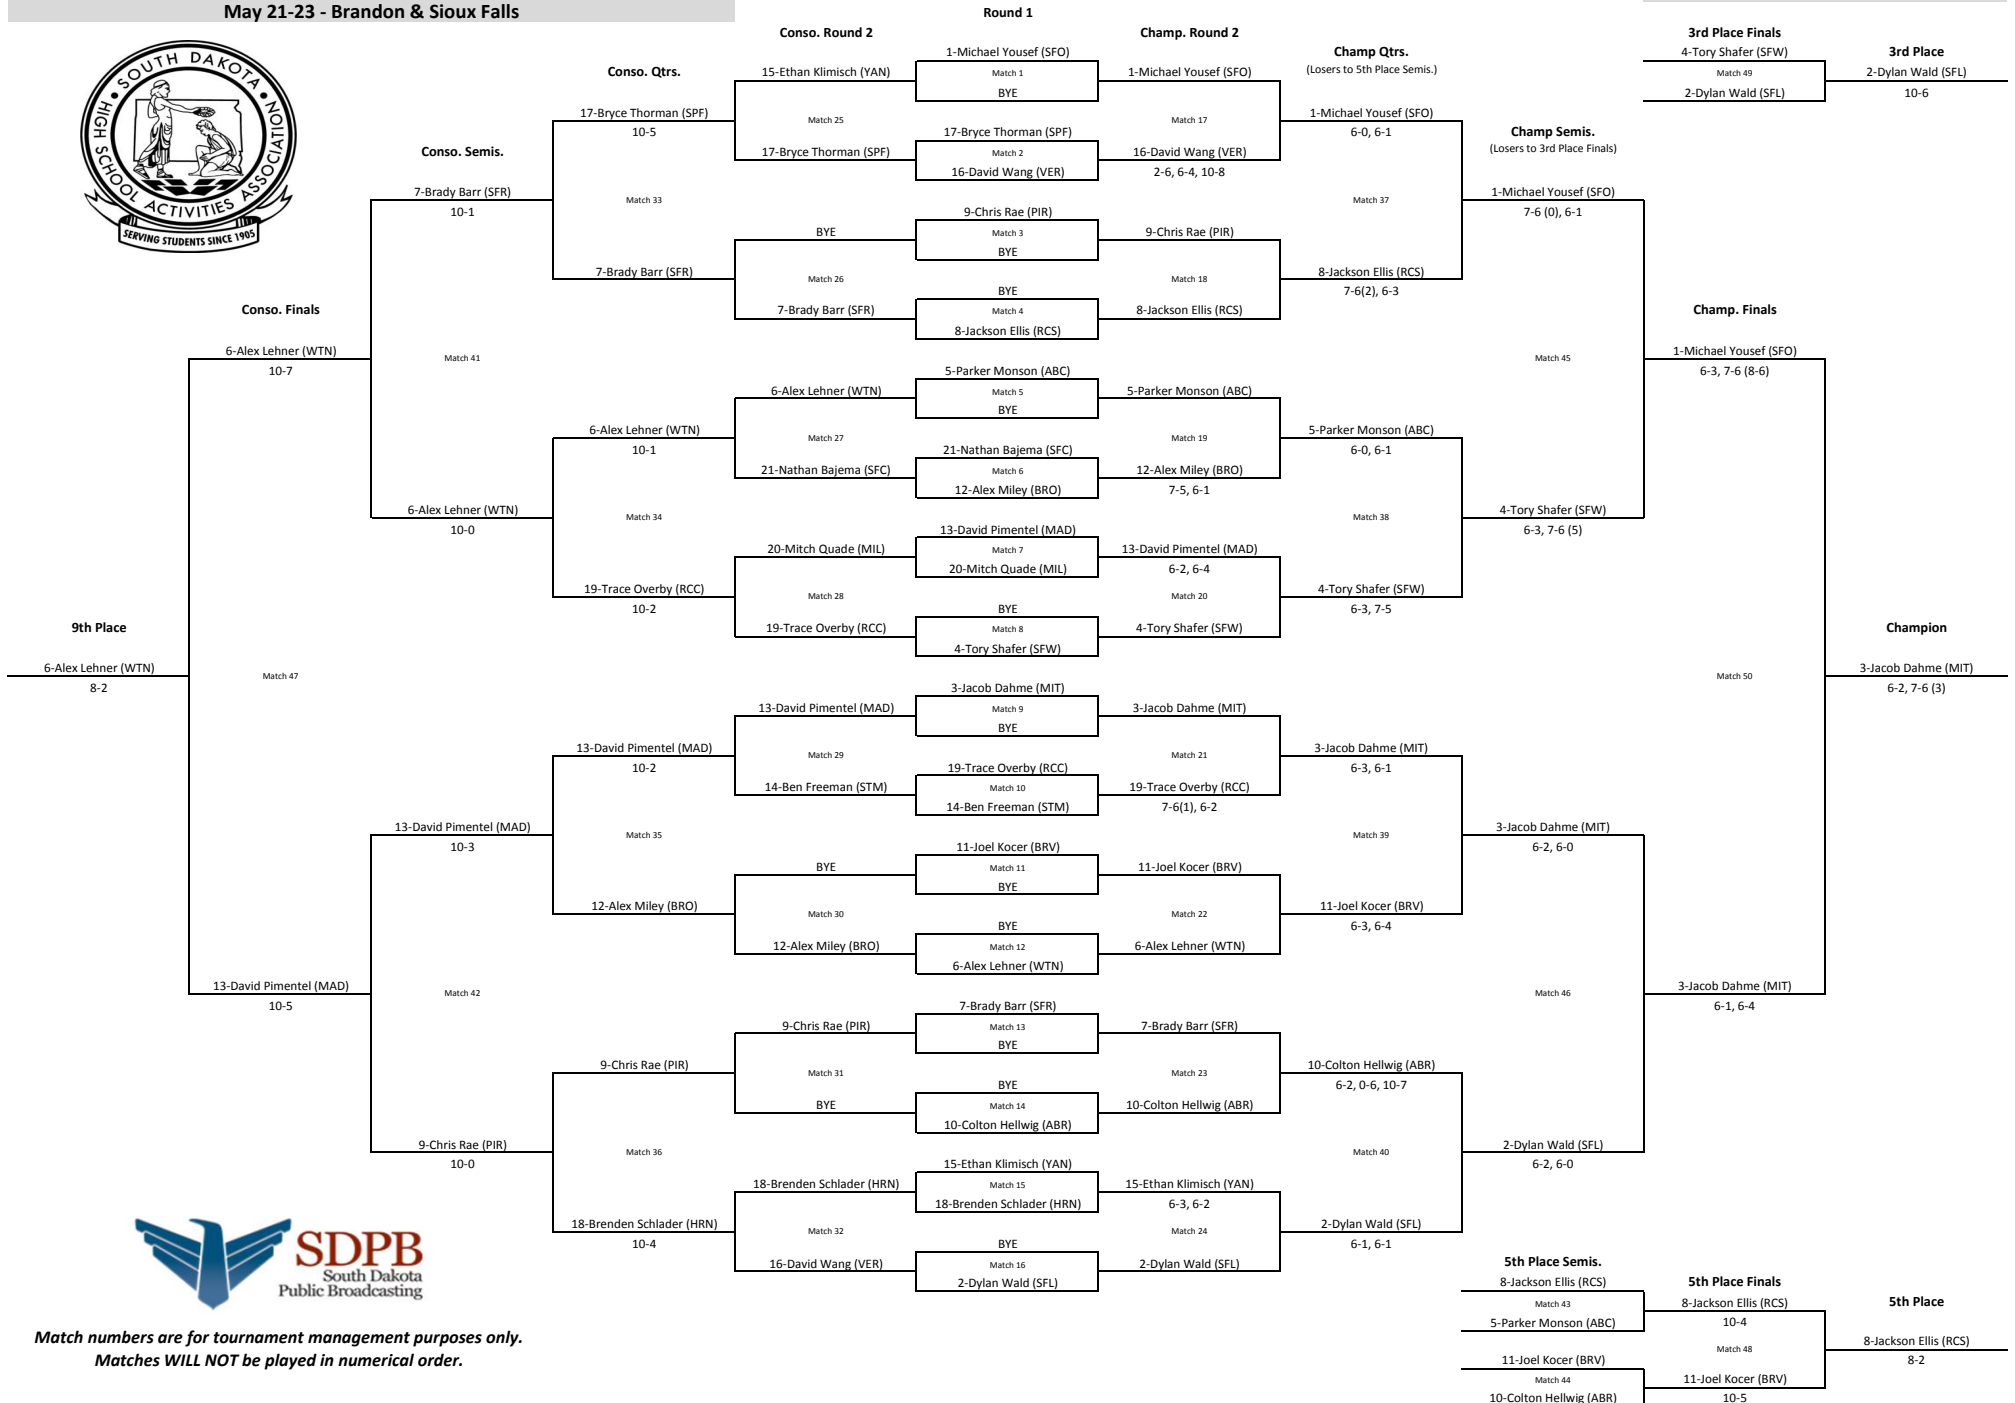 May 21-23 - Brandon & Sioux Falls
SOUTH DAKOTA HIGH SCHOOL ACTIVITIES ASSOCIATION
SERVING STUDENTS SINCE 1905
9th Place
6-Alex Lehner (WTN)
8-2
Match 47
Conso. Finals
6-Alex Lehner (WTN)
10-7
13-David Pimentel (MAD)
10-5
Conso. Semis.
7-Brady Barr (SFR)
10-1
Match 41
6-Alex Lehner (WTN)
10-0
13-David Pimentel (MAD)
10-3
Match 42
9-Chris Rae (PIR)
10-0
Conso. Qtrs.
17-Bryce Thorman (SPF)
10-5
Match 33
7-Brady Barr (SFR)
6-Alex Lehner (WTN)
10-1
Match 34
19-Trace Overby (RCC)
10-2
13-David Pimentel (MAD)
10-2
Match 35
12-Alex Miley (BRO)
9-Chris Rae (PIR)
Match 36
18-Brenden Schlader (HRN)
10-4
Conso. Round 2
15-Ethan Klimisch (YAN)
Match 25
17-Bryce Thorman (SPF)
BYE
Match 26
7-Brady Barr (SFR)
6-Alex Lehner (WTN)
Match 27
21-Nathan Bajema (SFC)
20-Mitch Quade (MIL)
Match 28
19-Trace Overby (RCC)
13-David Pimentel (MAD)
Match 29
14-Ben Freeman (STM)
BYE
Match 30
12-Alex Miley (BRO)
9-Chris Rae (PIR)
Match 31
BYE
18-Brenden Schlader (HRN)
Match 32
16-David Wang (VER)
Round 1
1-Michael Yousef (SFO)
Match 1
BYE
17-Bryce Thorman (SPF)
Match 2
16-David Wang (VER)
9-Chris Rae (PIR)
Match 3
BYE
BYE
Match 4
8-Jackson Ellis (RCS)
5-Parker Monson (ABC)
Match 5
BYE
21-Nathan Bajema (SFC)
Match 6
12-Alex Miley (BRO)
13-David Pimentel (MAD)
Match 7
20-Mitch Quade (MIL)
BYE
Match 8
4-Tory Shafer (SFW)
3-Jacob Dahme (MIT)
Match 9
BYE
19-Trace Overby (RCC)
Match 10
14-Ben Freeman (STM)
11-Joel Kocer (BRV)
Match 11
BYE
BYE
Match 12
6-Alex Lehner (WTN)
7-Brady Barr (SFR)
Match 13
BYE
BYE
Match 14
10-Colton Hellwig (ABR)
15-Ethan Klimisch (YAN)
Match 15
18-Brenden Schlader (HRN)
BYE
Match 16
2-Dylan Wald (SFL)
Champ. Round 2
1-Michael Yousef (SFO)
Match 17
16-David Wang (VER)
2-6, 6-4, 10-8
9-Chris Rae (PIR)
Match 18
8-Jackson Ellis (RCS)
5-Parker Monson (ABC)
Match 19
12-Alex Miley (BRO)
7-5, 6-1
13-David Pimentel (MAD)
6-2, 6-4
Match 20
4-Tory Shafer (SFW)
3-Jacob Dahme (MIT)
Match 21
19-Trace Overby (RCC)
7-6(1), 6-2
11-Joel Kocer (BRV)
Match 22
6-Alex Lehner (WTN)
7-Brady Barr (SFR)
Match 23
10-Colton Hellwig (ABR)
15-Ethan Klimisch (YAN)
6-3, 6-2
Match 24
2-Dylan Wald (SFL)
Champ Qtrs.
(Losers to 5th Place Semis.)
1-Michael Yousef (SFO)
6-0, 6-1
Match 37
8-Jackson Ellis (RCS)
7-6(2), 6-3
5-Parker Monson (ABC)
6-0, 6-1
Match 38
4-Tory Shafer (SFW)
6-3, 7-5
3-Jacob Dahme (MIT)
6-3, 6-1
Match 39
11-Joel Kocer (BRV)
6-3, 6-4
10-Colton Hellwig (ABR)
6-2, 0-6, 10-7
Match 40
2-Dylan Wald (SFL)
6-1, 6-1
Champ Semis.
(Losers to 3rd Place Finals)
1-Michael Yousef (SFO)
7-6 (0), 6-1
Match 45
4-Tory Shafer (SFW)
6-3, 7-6 (5)
3-Jacob Dahme (MIT)
6-2, 6-0
Match 46
2-Dylan Wald (SFL)
6-2, 6-0
Champ. Finals
1-Michael Yousef (SFO)
6-3, 7-6 (8-6)
Match 50
3-Jacob Dahme (MIT)
6-1, 6-4
Champion
3-Jacob Dahme (MIT)
6-2, 7-6 (3)
3rd Place Finals
4-Tory Shafer (SFW)
Match 49
2-Dylan Wald (SFL)
3rd Place
2-Dylan Wald (SFL)
10-6
5th Place Semis.
8-Jackson Ellis (RCS)
Match 43
5-Parker Monson (ABC)
11-Joel Kocer (BRV)
Match 44
10-Colton Hellwig (ABR)
5th Place Finals
8-Jackson Ellis (RCS)
10-4
Match 48
11-Joel Kocer (BRV)
10-5
5th Place
8-Jackson Ellis (RCS)
8-2
SDPB
South Dakota
Public Broadcasting
Match numbers are for tournament management purposes only.
Matches WILL NOT be played in numerical order.